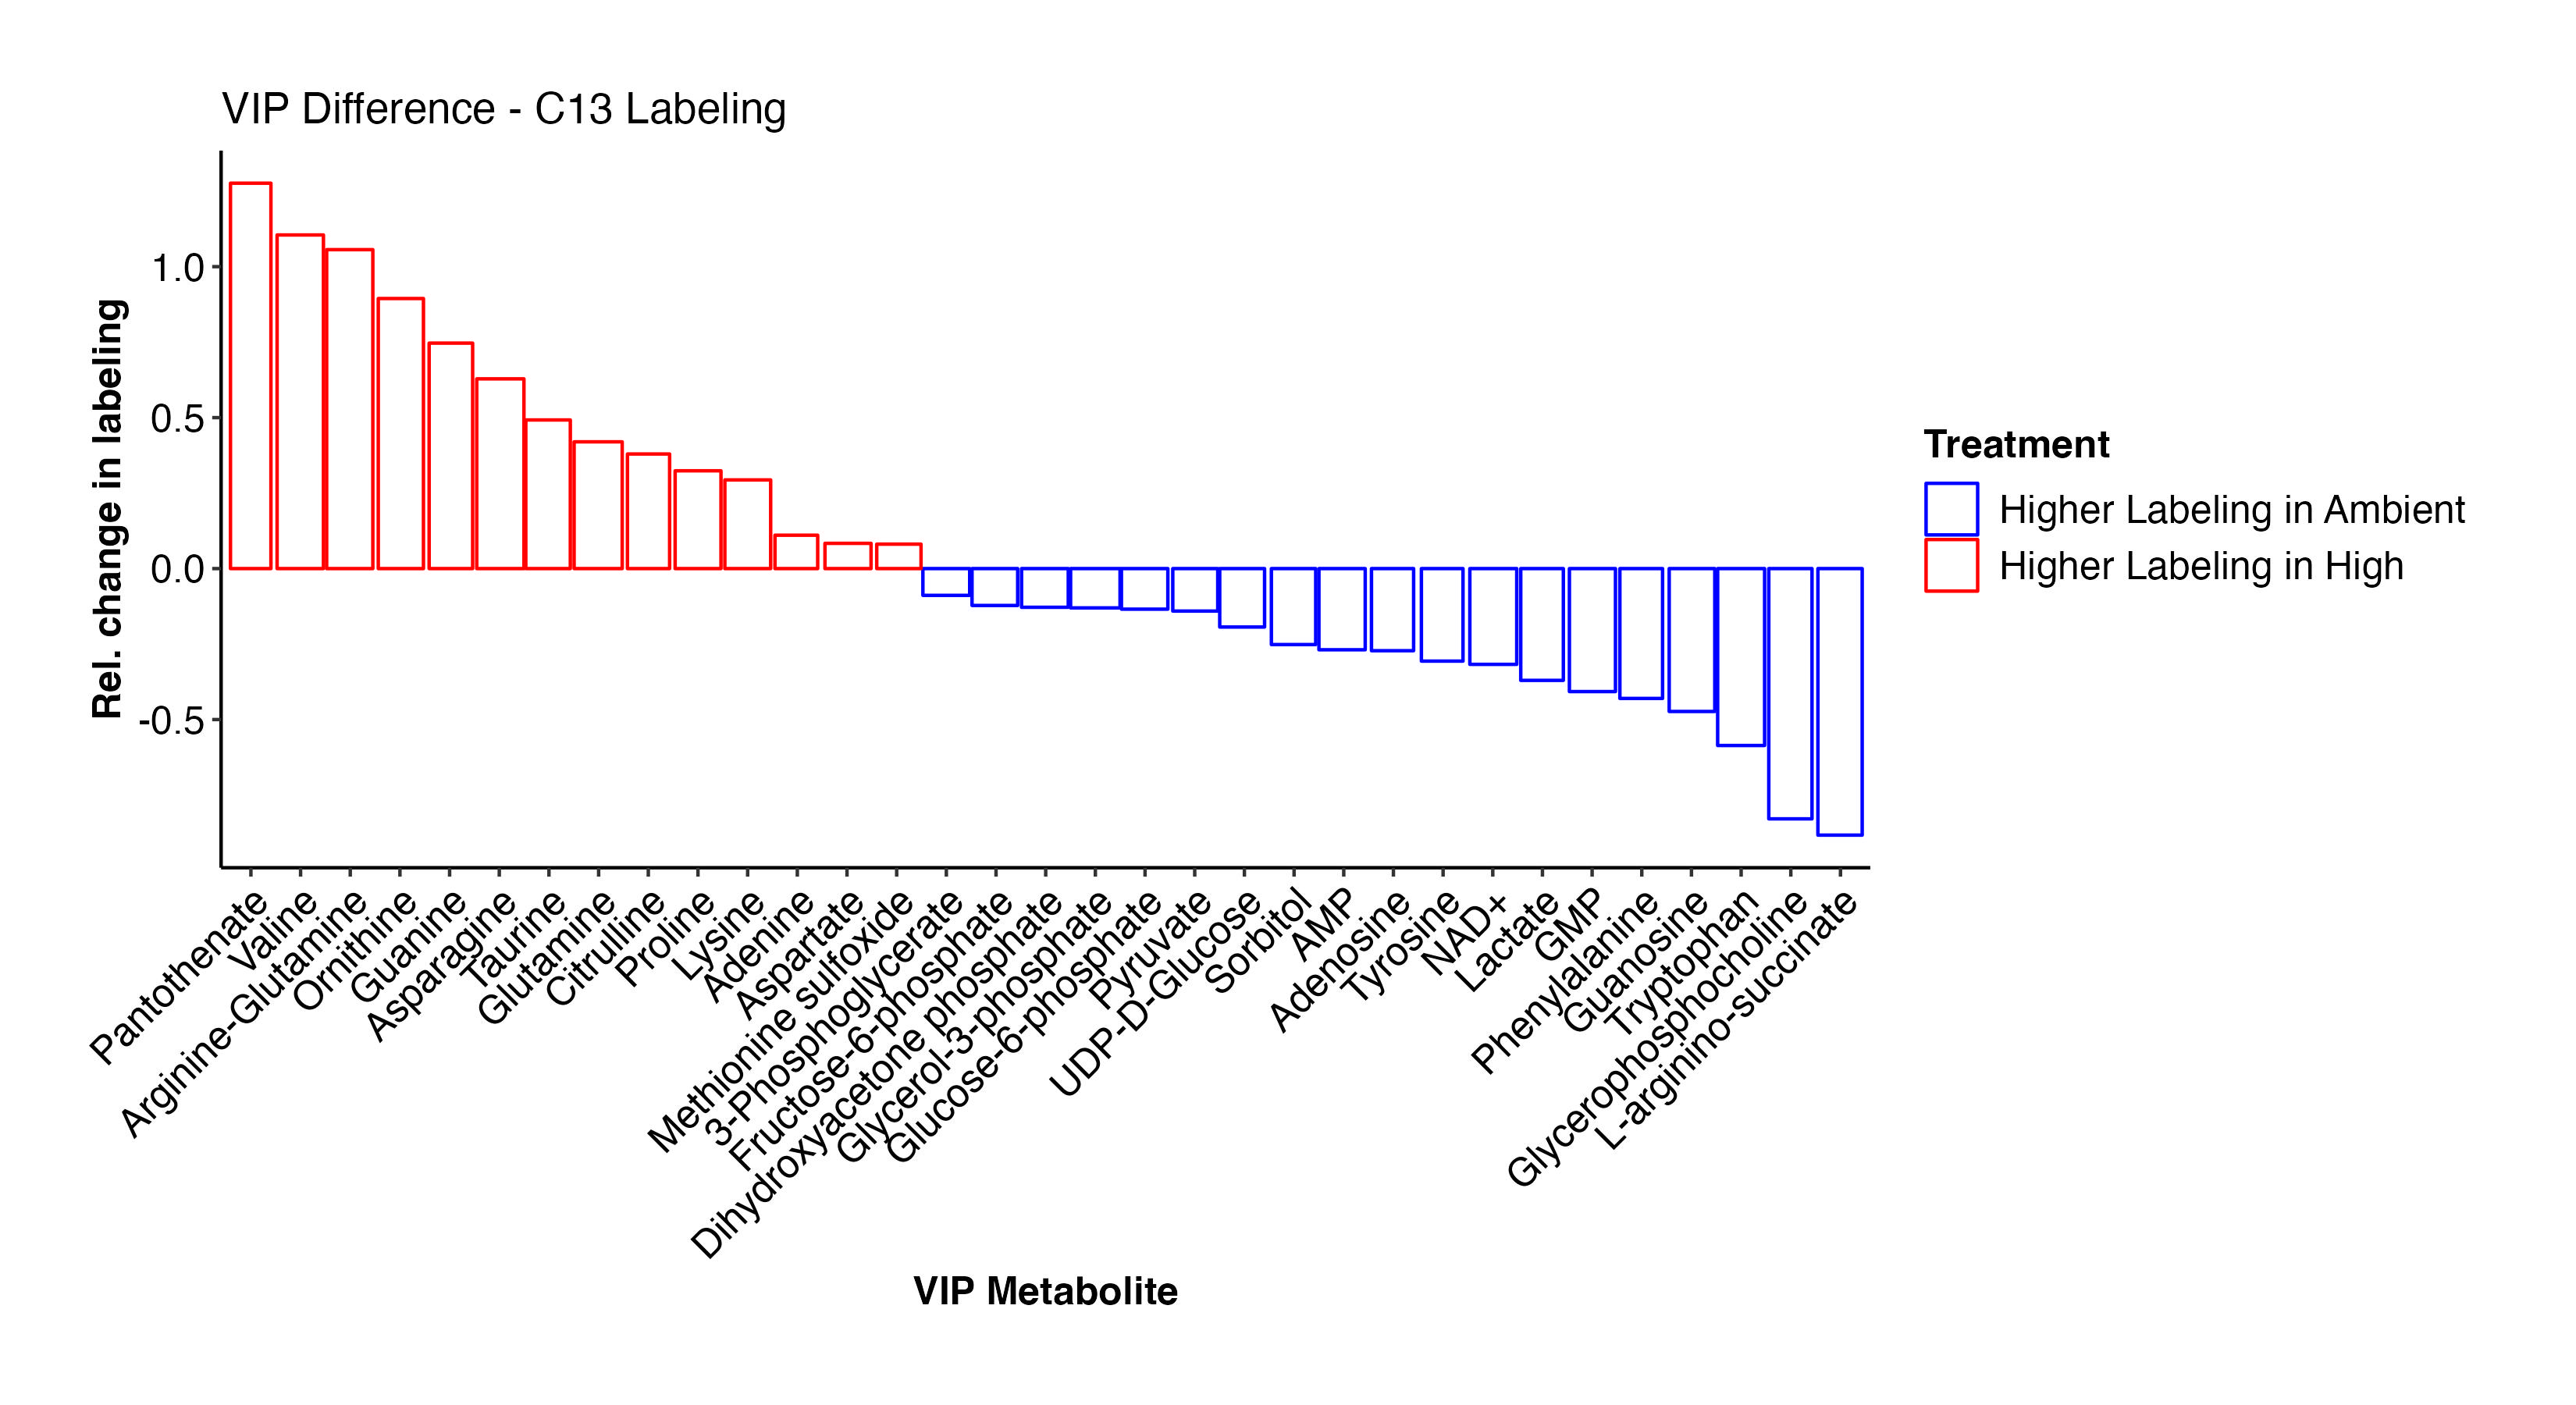 VIP Difference - C13 Labeling
Rel. change in labeling
1.0
0.5
0.0
-0.5
Pantothenate
Valine
Arginine-Glutamine
Ornithine
Guanine
Asparagine
Taurine
Glutamine
Citrulline
Proline
Lysine
Adenine
Aspartate
Methionine sulfoxide
3-Phosphoglycerate
Fructose-6-phosphate
Dihydroxyacetone phosphate
Glycerol-3-phosphate
Glucose-6-phosphate
Pyruvate
UDP-D-Glucose
Sorbitol
AMP
Adenosine
Tyrosine
NAD+
Lactate
GMP
Phenylalanine
Guanosine
Tryptophan
Glycerophosphocholine
L-arginino-succinate
VIP Metabolite
Treatment
Higher Labeling in Ambient
Higher Labeling in High